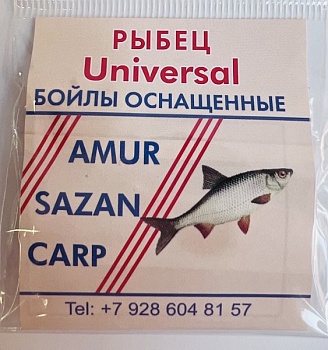 РЫБЕЦ
Universal
БОЙЛЫ ОСНАЩЕННЫЕ
AMUR
SAZAN
CARP
Tel: +7 928 604 81 57